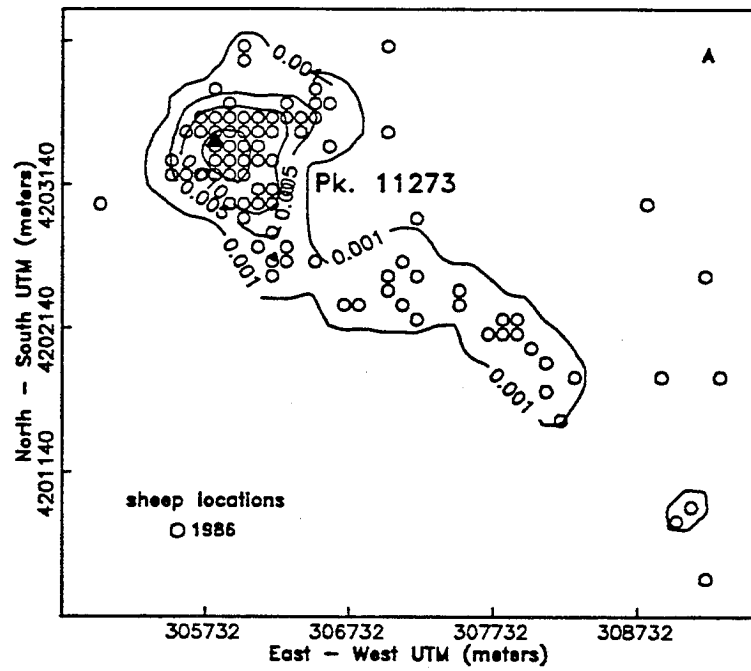 A
0.001
0.005
Pk. 11273
0.001
0.001
0.001
North - South UTM (meters)
4203140
4202140
4201140
sheep locations
1986
305732
306732
307732
308732
East - West UTM (meters)